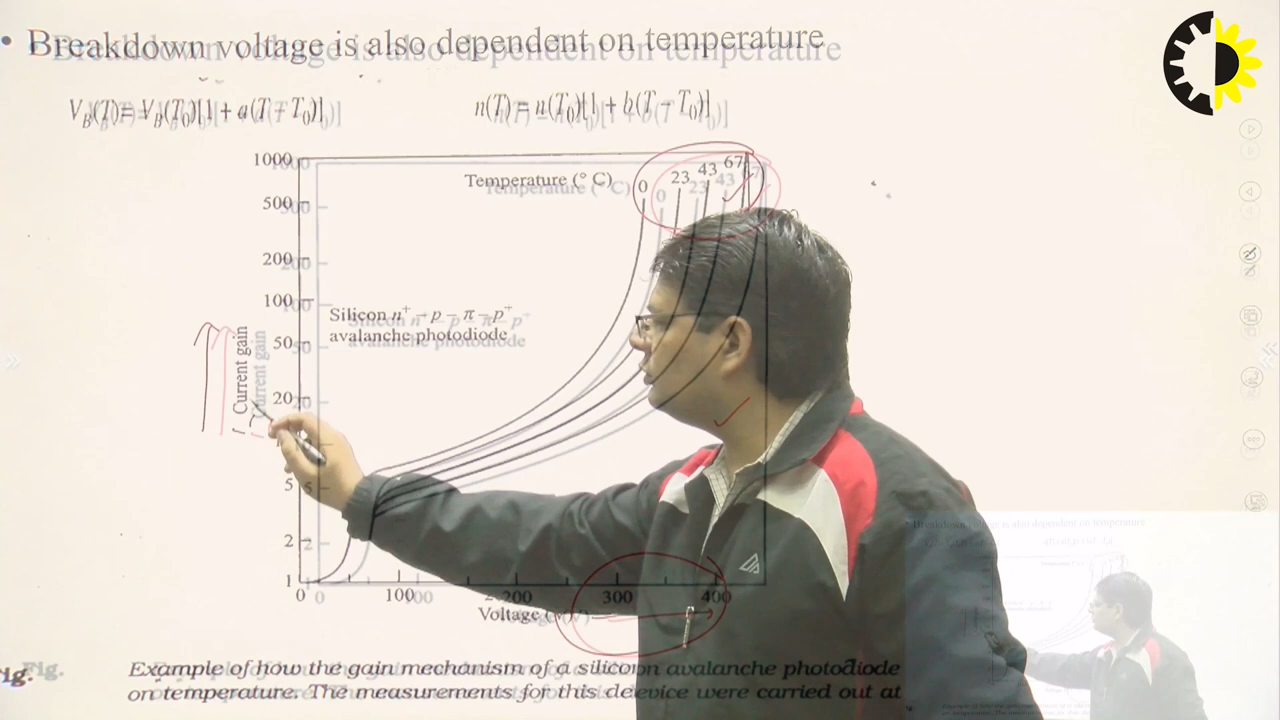 • Breakdown voltage is also dependent on temperature
V_B(T) = V_B(T_0)[1 + a(T − T_0)]
n(T) = n(T_0)[1 + b(T − T_0)]
1000
Temperature (° C)
0 23 43 67
500
200
100
Silicon n⁺ – p – π – p⁺
avalanche photodiode
50
Current gain
20
5
2
1
0 100 200 300 400
Voltage (V)
Fig. Example of how the gain mechanism of a silicon avalanche photodiode
on temperature. The measurements for this device were carried out at